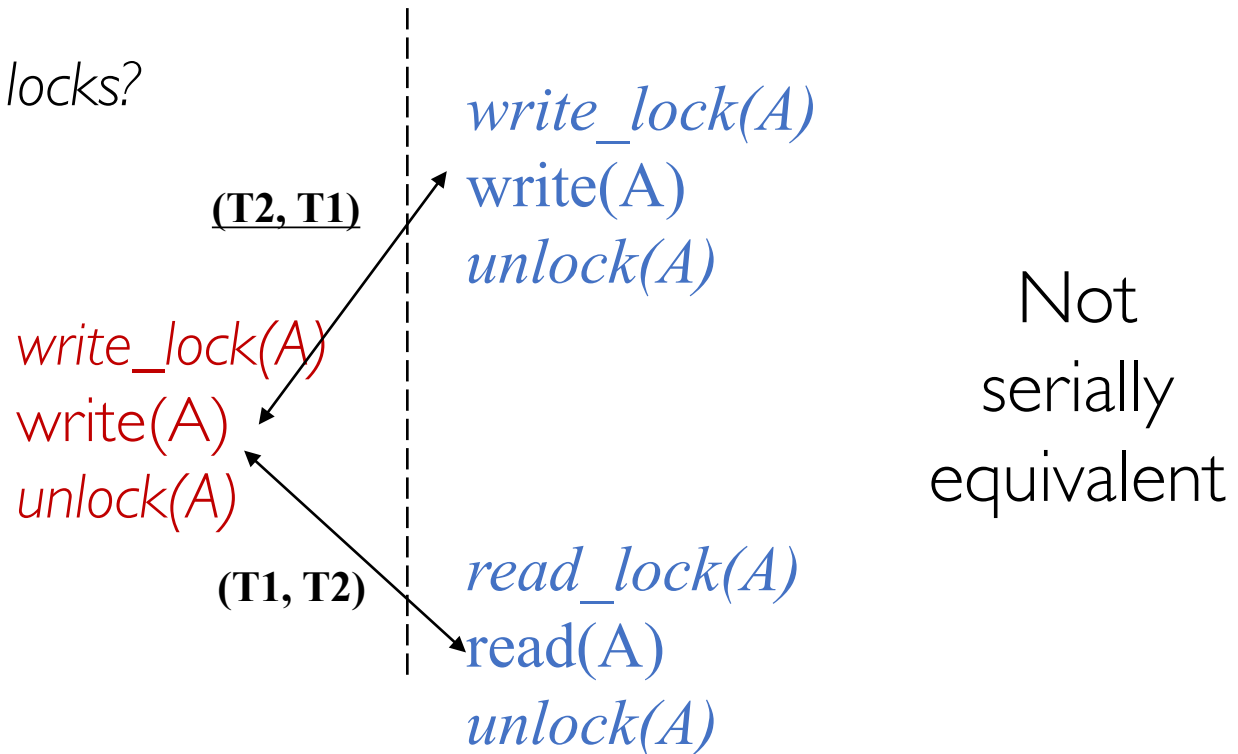 locks?
write_lock(A)
write(A)
unlock(A)
(T2, T1)
write_lock(A)
write(A)
unlock(A)
(T1, T2)
read_lock(A)
read(A)
unlock(A)
Not
serially
equivalent